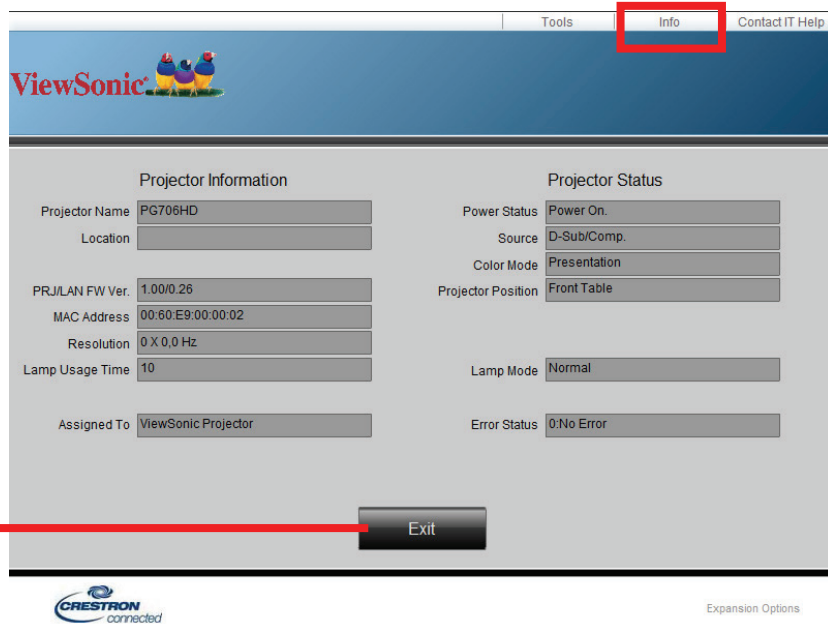 Tools Info Contact IT Help
ViewSonic
Projector Information
Projector Name PG706HD
Location
PRJ/LAN FW Ver. 1.00/0.26
MAC Address 00:60:E9:00:00:02
Resolution 0 X 0,0 Hz
Lamp Usage Time 10
Assigned To ViewSonic Projector
Projector Status
Power Status Power On.
Source D-Sub/Comp.
Color Mode Presentation
Projector Position Front Table
Lamp Mode Normal
Error Status 0:No Error
Exit
CRESTRON
connected
Expansion Options